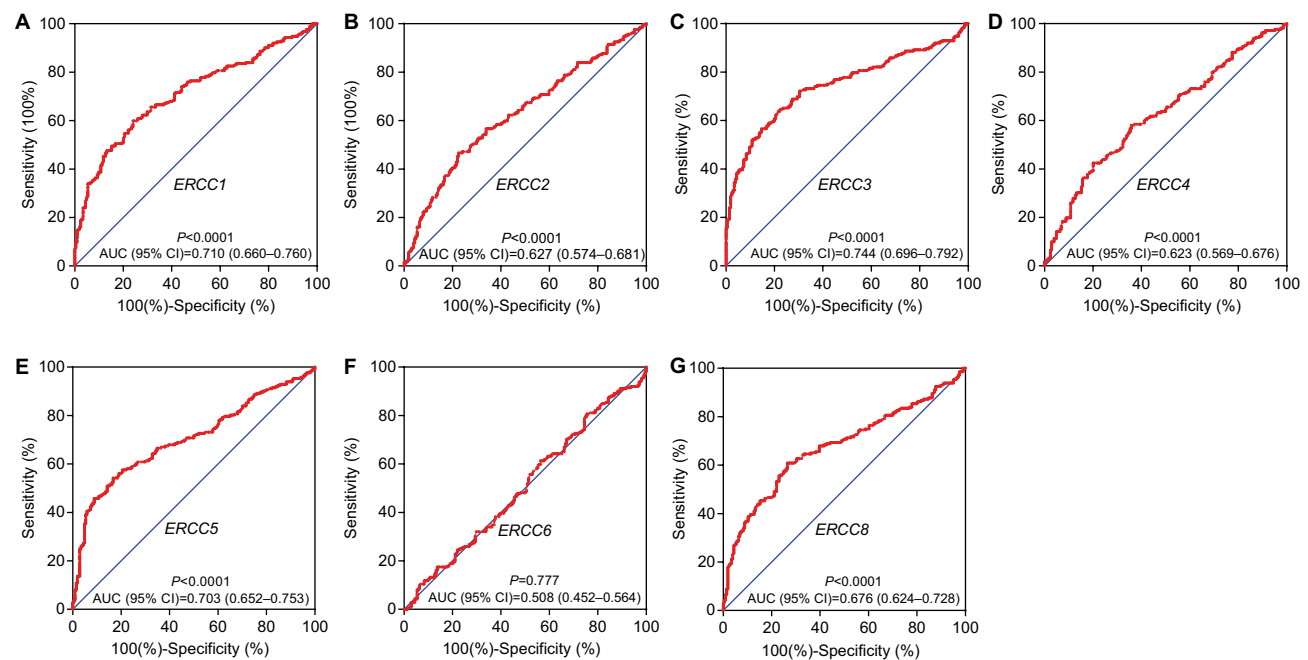 A
100
80
60
40
20
0
Sensitivity (100%)
ERCC1
P<0.0001
AUC (95% CI)=0.710 (0.660–0.760)
0 20 40 60 80 100
100(%)-Specificity (%)
B
100
80
60
40
20
0
Sensitivity (100%)
ERCC2
P<0.0001
AUC (95% CI)=0.627 (0.574–0.681)
0 20 40 60 80 100
100(%)-Specificity (%)
C
100
80
60
40
20
0
Sensitivity (%)
ERCC3
P<0.0001
AUC (95% CI)=0.744 (0.696–0.792)
0 20 40 60 80 100
100(%)-Specificity (%)
D
100
80
60
40
20
0
Sensitivity (%)
ERCC4
P<0.0001
AUC (95% CI)=0.623 (0.569–0.676)
0 20 40 60 80 100
100(%)-Specificity (%)
E
100
80
60
40
20
0
Sensitivity (%)
ERCC5
P<0.0001
AUC (95% CI)=0.703 (0.652–0.753)
0 20 40 60 80 100
100(%)-Specificity (%)
F
100
80
60
40
20
0
Sensitivity (%)
ERCC6
P=0.777
AUC (95% CI)=0.508 (0.452–0.564)
0 20 40 60 80 100
100(%)-Specificity (%)
G
100
80
60
40
20
0
Sensitivity (%)
ERCC8
P<0.0001
AUC (95% CI)=0.676 (0.624–0.728)
0 20 40 60 80 100
100(%)-Specificity (%)